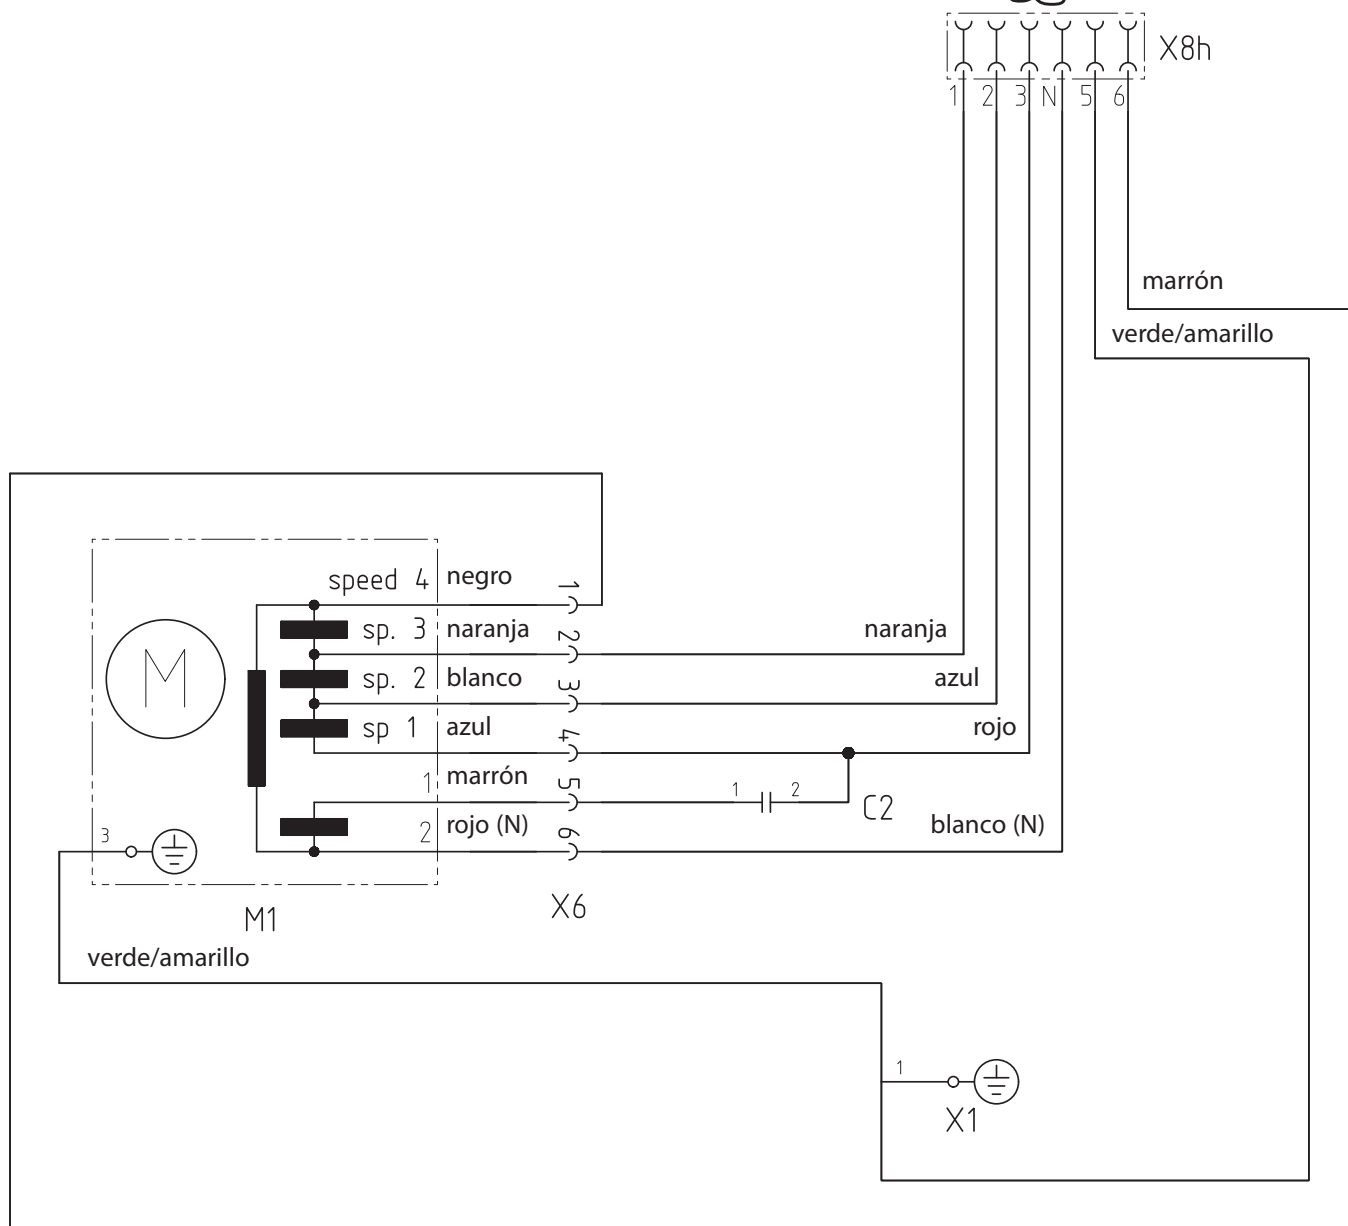 X8h
1 2 3 N 5 6
marrón
verde/amarillo
speed 4 negro 1
sp. 3 naranja 2 naranja
sp. 2 blanco 3 azul
sp 1 azul 4 rojo
1 marrón 5 1 2 C2
2 rojo (N) 6 blanco (N)
3
M1 X6
verde/amarillo
M
1
X1